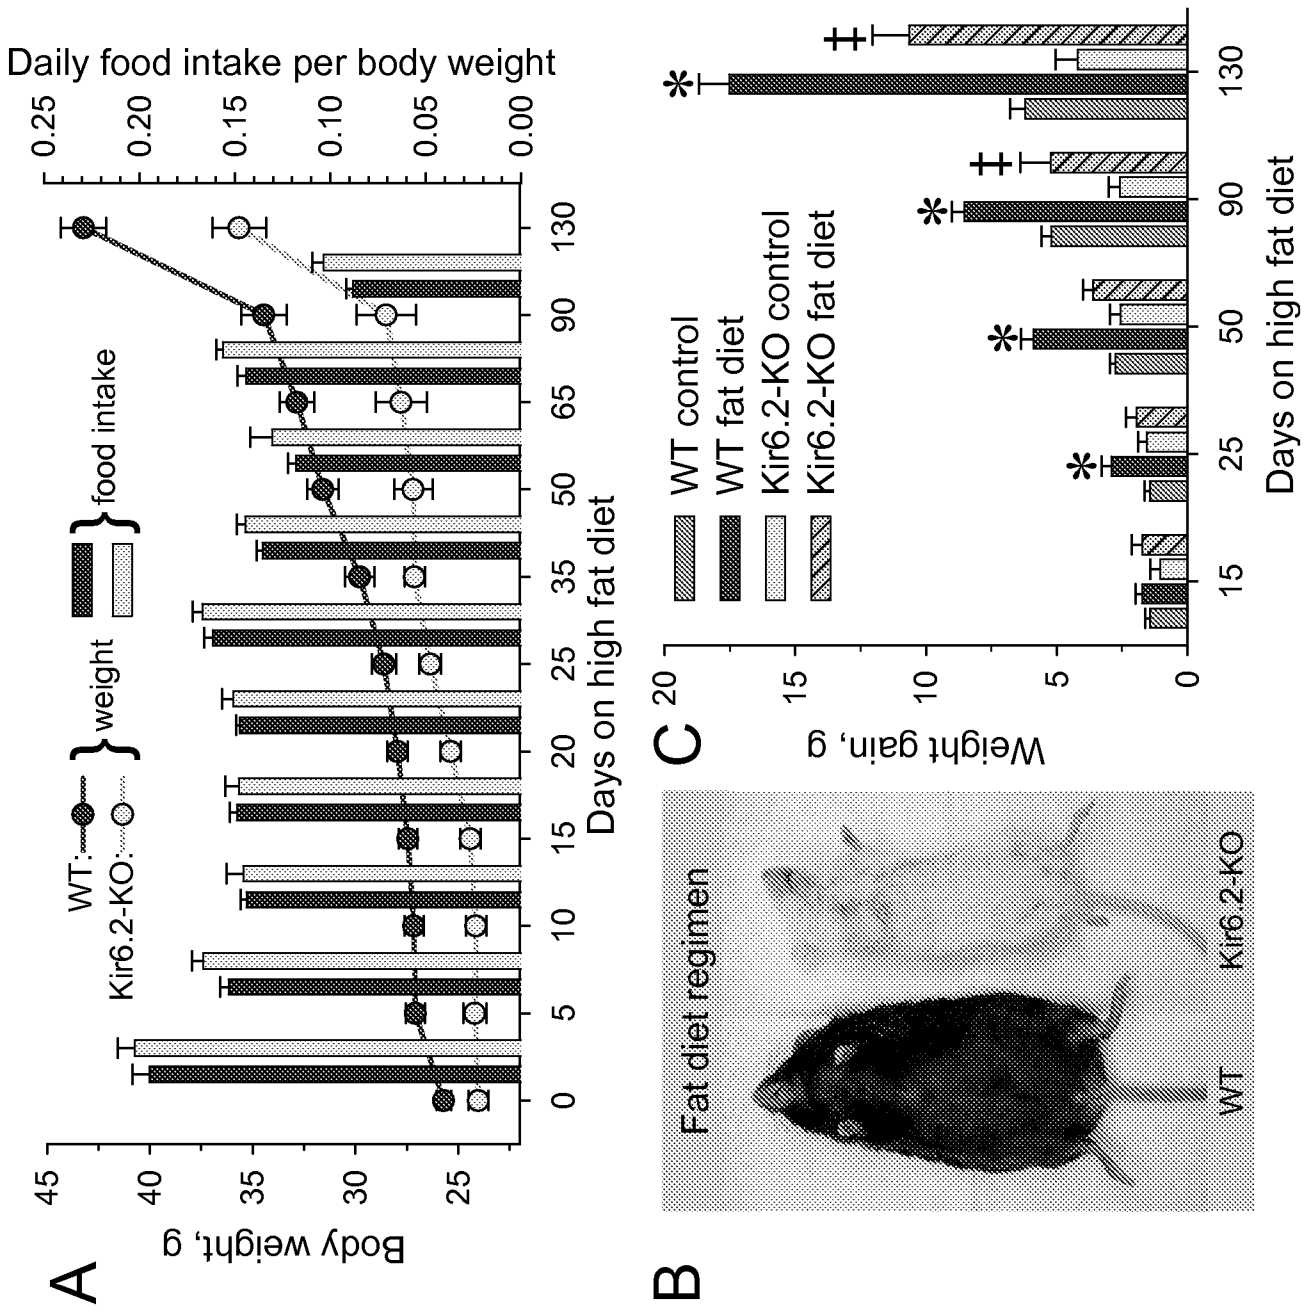 A
WT:
Kir6.2-KO:
} weight
} food intake
Body weight, g
45
40
35
30
25
Daily food intake per body weight
0.25
0.20
0.15
0.10
0.05
0.00
0 5 10 15 20 25 35 50 65 90 130
Days on high fat diet
B
Fat diet regimen
WT
Kir6.2-KO
C
Weight gain, g
20
15
10
5
0
WT control
WT fat diet
Kir6.2-KO control
Kir6.2-KO fat diet
* * * ‡ * ‡
15 25 50 90 130
Days on high fat diet